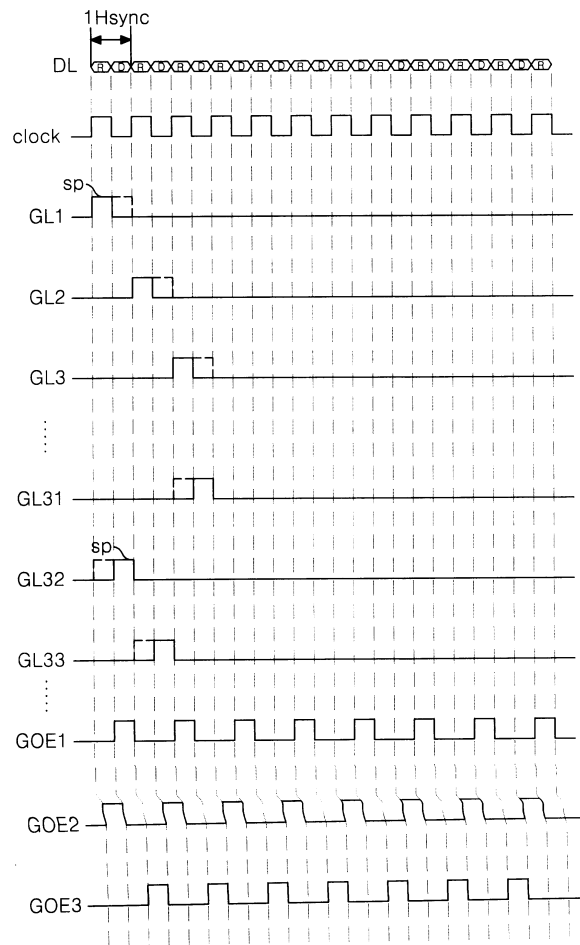 1Hsync
DL R D R D R D R D R D R D R D R D R D R D R D R
clock
sp
GL1
GL2
GL3
GL31
sp
GL32
GL33
GOE1
GOE2
GOE3